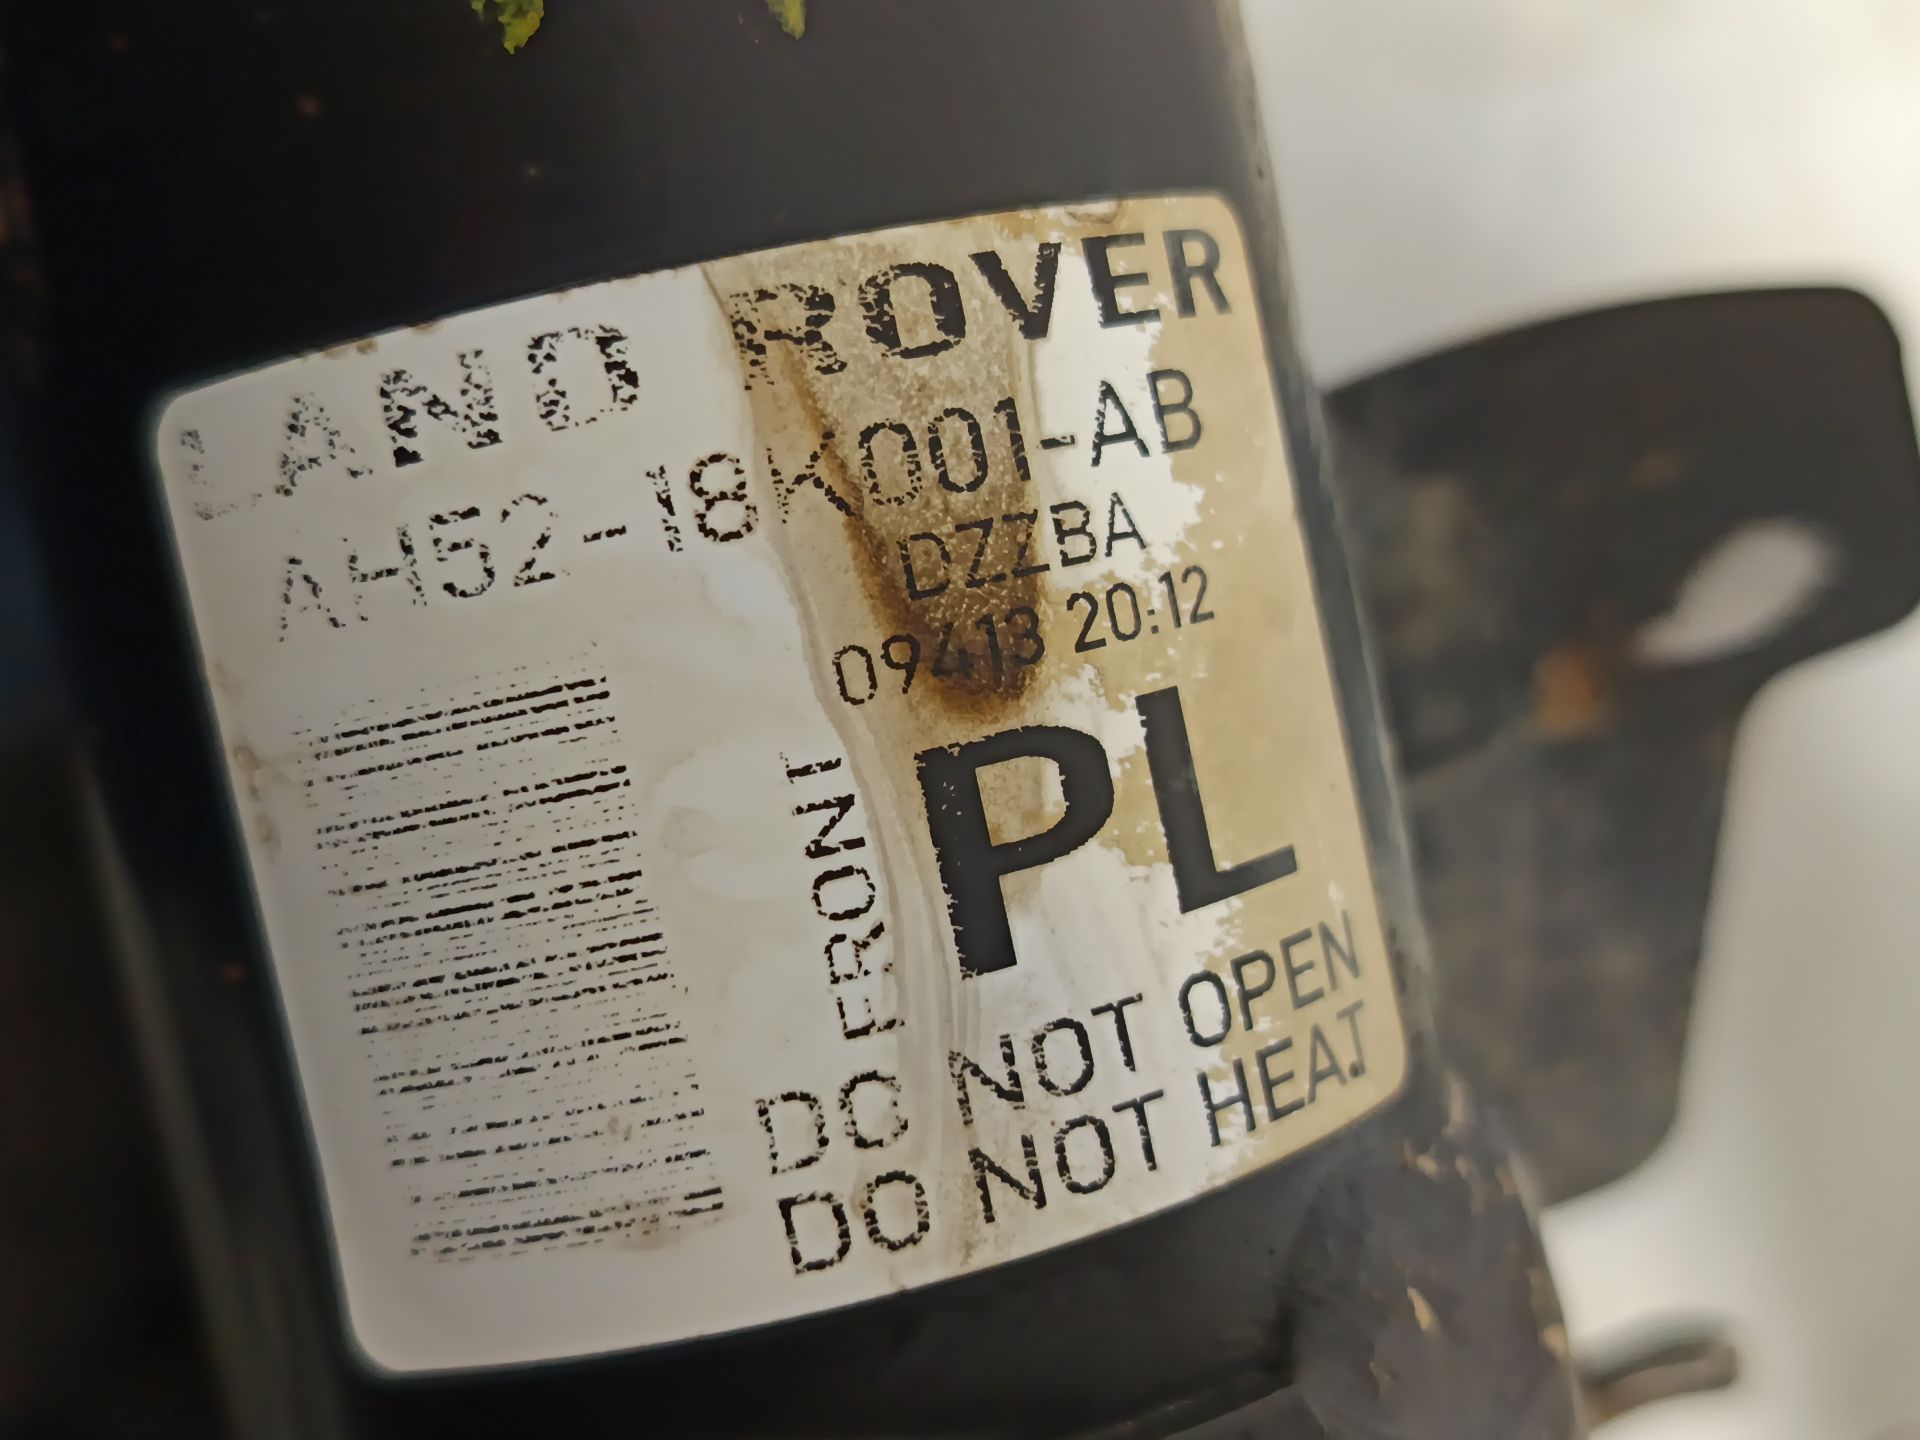 LAND ROVER
AH52-18K001-AB
DZZBA
09413 20:12
PL
FRONT
DO NOT OPEN
DO NOT HEAT